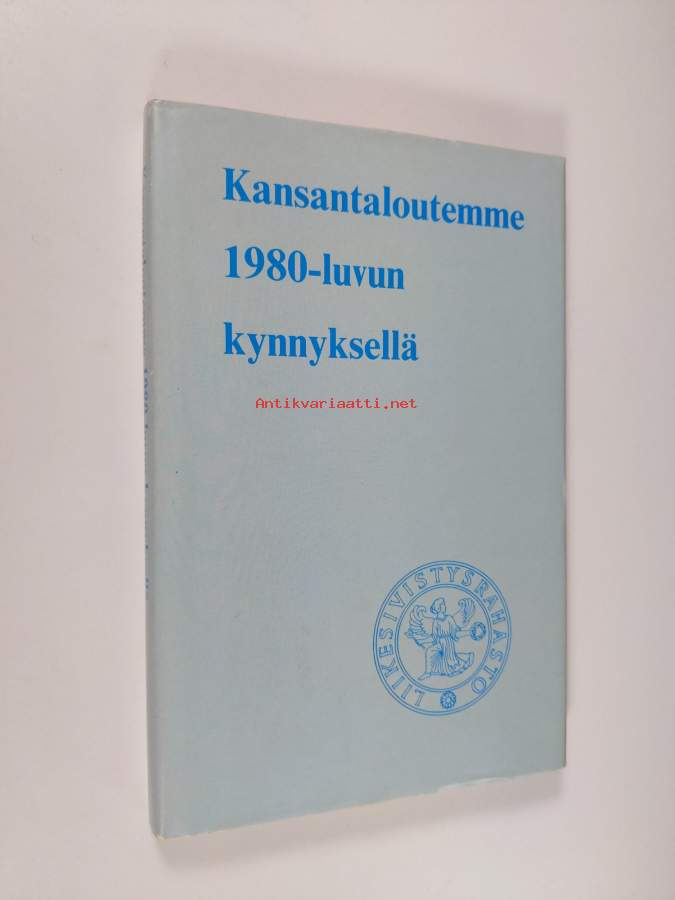 Kansantaloutemme
1980-luvun
kynnyksellä
Antikvariaatti.net
LIIKESIVISTYSRAHASTO